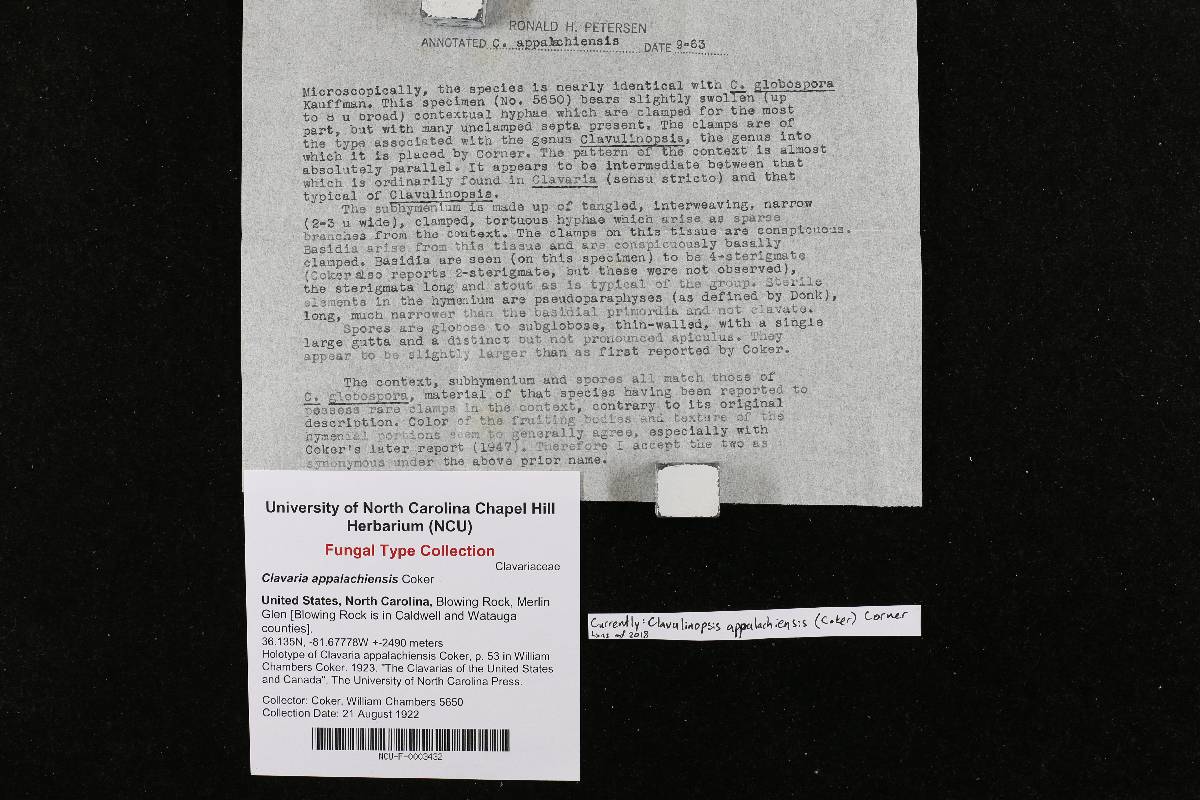 RONALD H. PETERSEN
ANNOTATED C. appalachiensis DATE 9-63
Microscopically, the species is nearly identical with C. globospora
Kauffman. This specimen (No. 5650) bears slightly swollen (up
to 8 u broad) contextual hyphae which are clamped for the most
part, but with many unclamped septa present. The clamps are of
the type associated with the genus Clavulinopsis, the genus into
which it is placed by Corner. The pattern of the context is almost
absolutely parallel. It appears to be intermediate between that
which is ordinarily found in Clavaria (sensu stricto) and that
typical of Clavulinopsis.
The subhymenium is made up of tangled, interweaving, narrow
(2-3 u wide), clamped, tortuous hyphae which arise as sparse
branches from the context. The clamps on this tissue are conspicuous.
Basidia arise from this tissue and are conspicuously basally
clamped. Basidia are seen (on this specimen) to be 4-sterigmate
(Coker also reports 2-sterigmate, but these were not observed),
the sterigmata long and stout as is typical of the group. Sterile
elements in the hymenium are pseudoparaphyses (as defined by Donk),
long, much narrower than the basidial primordia and not clavate.
Spores are globose to subglobose, thin-walled, with a single
large gutta and a distinct but not pronounced apiculus. They
appear to be slightly larger than as first reported by Coker.
The context, subhymenium and spores all match those of
C. globospora, material of that species having been reported to
possess rare clamps in the context, contrary to its original
description. Color of the fruiting bodies and texture of the
hymenial portions seem to generally agree, especially with
Coker's later report (1947). Therefore I accept the two as
synonymous under the above prior name.
University of North Carolina Chapel Hill
Herbarium (NCU)
Fungal Type Collection
Clavariaceae
Clavaria appalachiensis Coker
United States, North Carolina, Blowing Rock, Merlin
Glen [Blowing Rock is in Caldwell and Watauga
counties].
36.135N, -81.67778W +-2490 meters
Holotype of Clavaria appalachiensis Coker, p. 53 in William
Chambers Coker. 1923. "The Clavarias of the United States
and Canada". The University of North Carolina Press.
Collector: Coker, William Chambers 5650
Collection Date: 21 August 1922
NCU-F-0003432
Currently: Clavulinopsis appalachiensis (Coker) Corner
2018